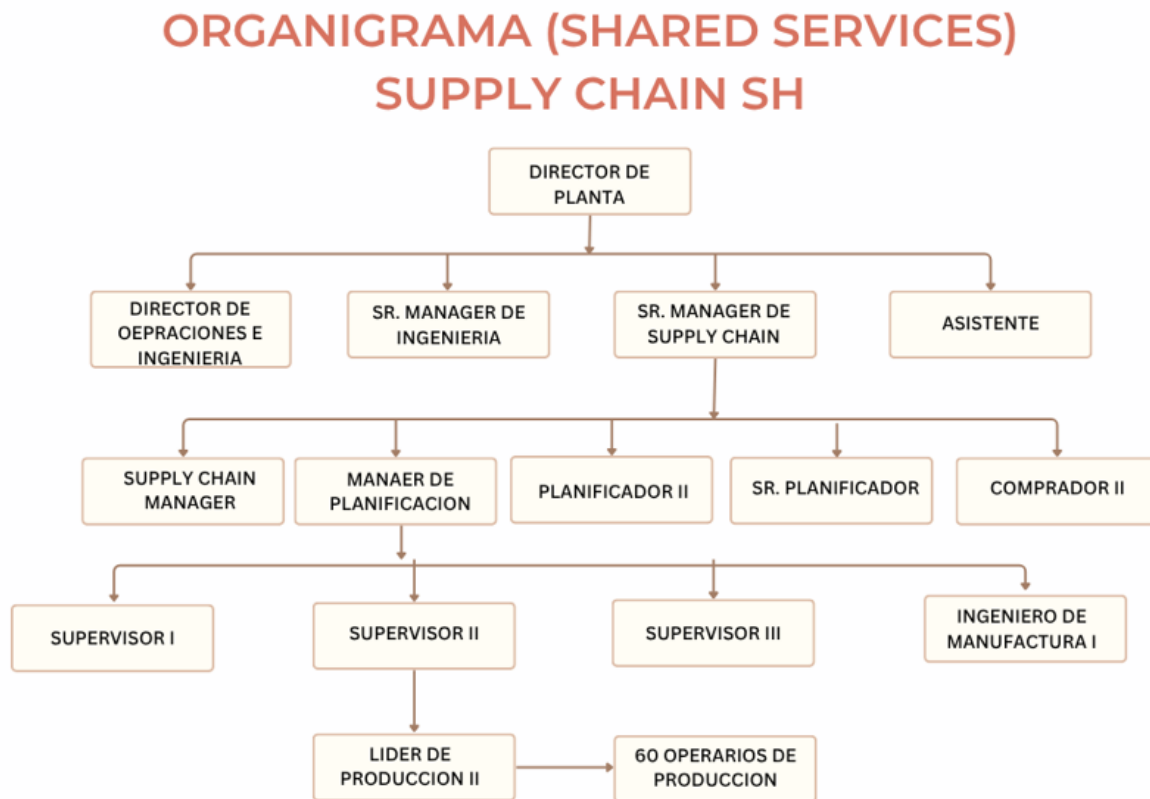 ORGANIGRAMA (SHARED SERVICES)
SUPPLY CHAIN SH
DIRECTOR DE
PLANTA
DIRECTOR DE
OEPRACIONES E
INGENIERIA
SR. MANAGER DE
INGENIERIA
SR. MANAGER DE
SUPPLY CHAIN
ASISTENTE
SUPPLY CHAIN
MANAGER
MANAER DE
PLANIFICACION
PLANIFICADOR II
SR. PLANIFICADOR
COMPRADOR II
SUPERVISOR I
SUPERVISOR II
SUPERVISOR III
INGENIERO DE
MANUFACTURA I
LIDER DE
PRODUCCION II
60 OPERARIOS DE
PRODUCCION